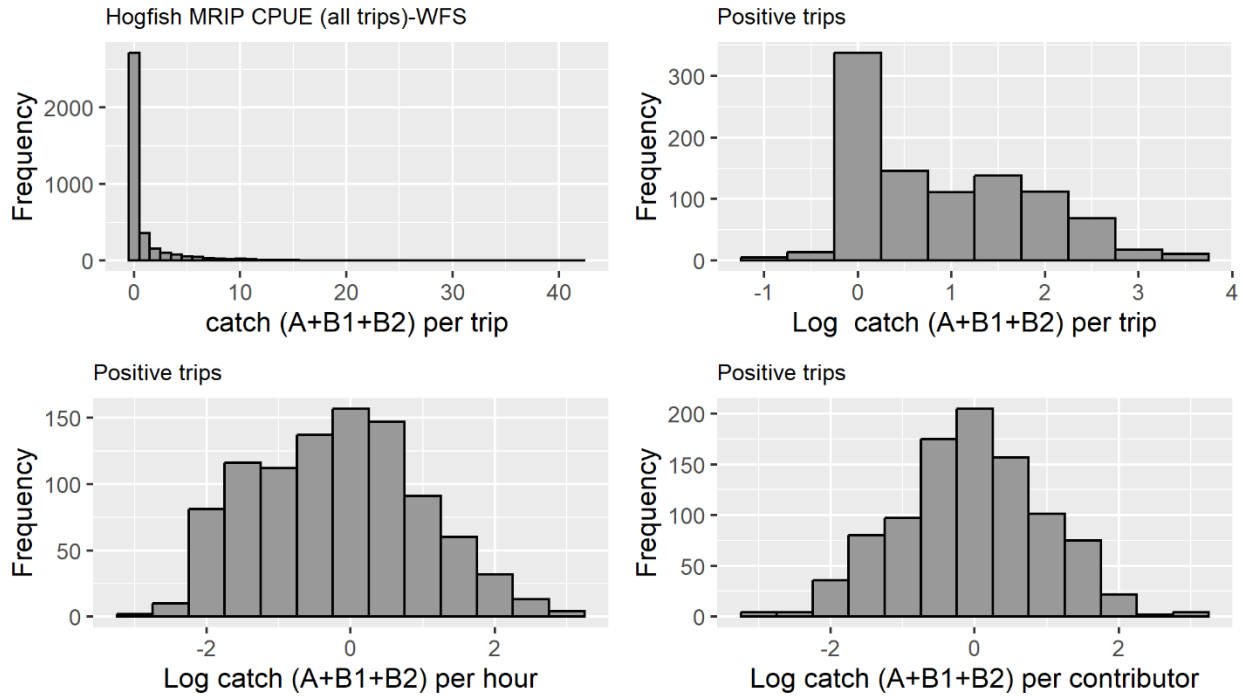 Hogfish MRIP CPUE (all trips)-WFS
Frequency
2000
1000
0
0 10 20 30 40
catch (A+B1+B2) per trip
Positive trips
Frequency
300
200
100
0
-1 0 1 2 3 4
Log catch (A+B1+B2) per trip
Positive trips
Frequency
150
100
50
0
-2 0 2
Log catch (A+B1+B2) per hour
Positive trips
Frequency
200
150
100
50
0
-2 0 2
Log catch (A+B1+B2) per contributor